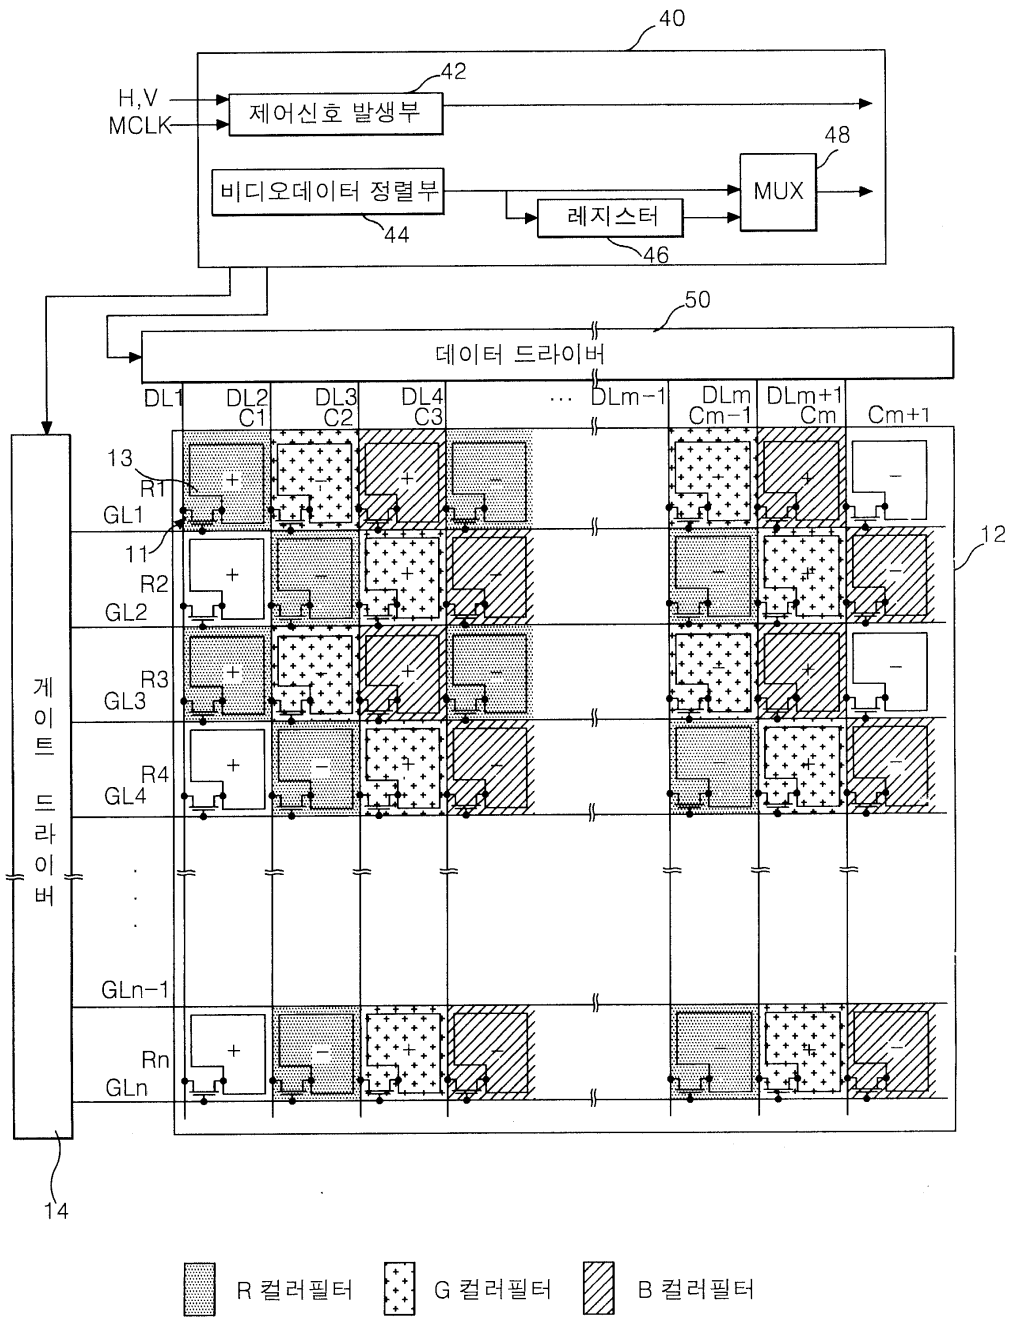 40
42
H,V
MCLK
제어신호 발생부
48
비디오데이터 정렬부
MUX
44
레지스터
46
50
데이터 드라이버
DL1 DL2 DL3 DL4 ... DLm-1 DLm DLm+1
C1 C2 C3 Cm-1 Cm Cm+1
13
R1
+ - + - - + -
GL1
11
12
R2
+ - + - - + -
GL2
R3
+ - + - - + -
GL3
R4
+ - + - - + -
GL4
게이트 드라이버
GLn-1
Rn
+ - + - - + -
GLn
14
R 컬러필터 G 컬러필터 B 컬러필터